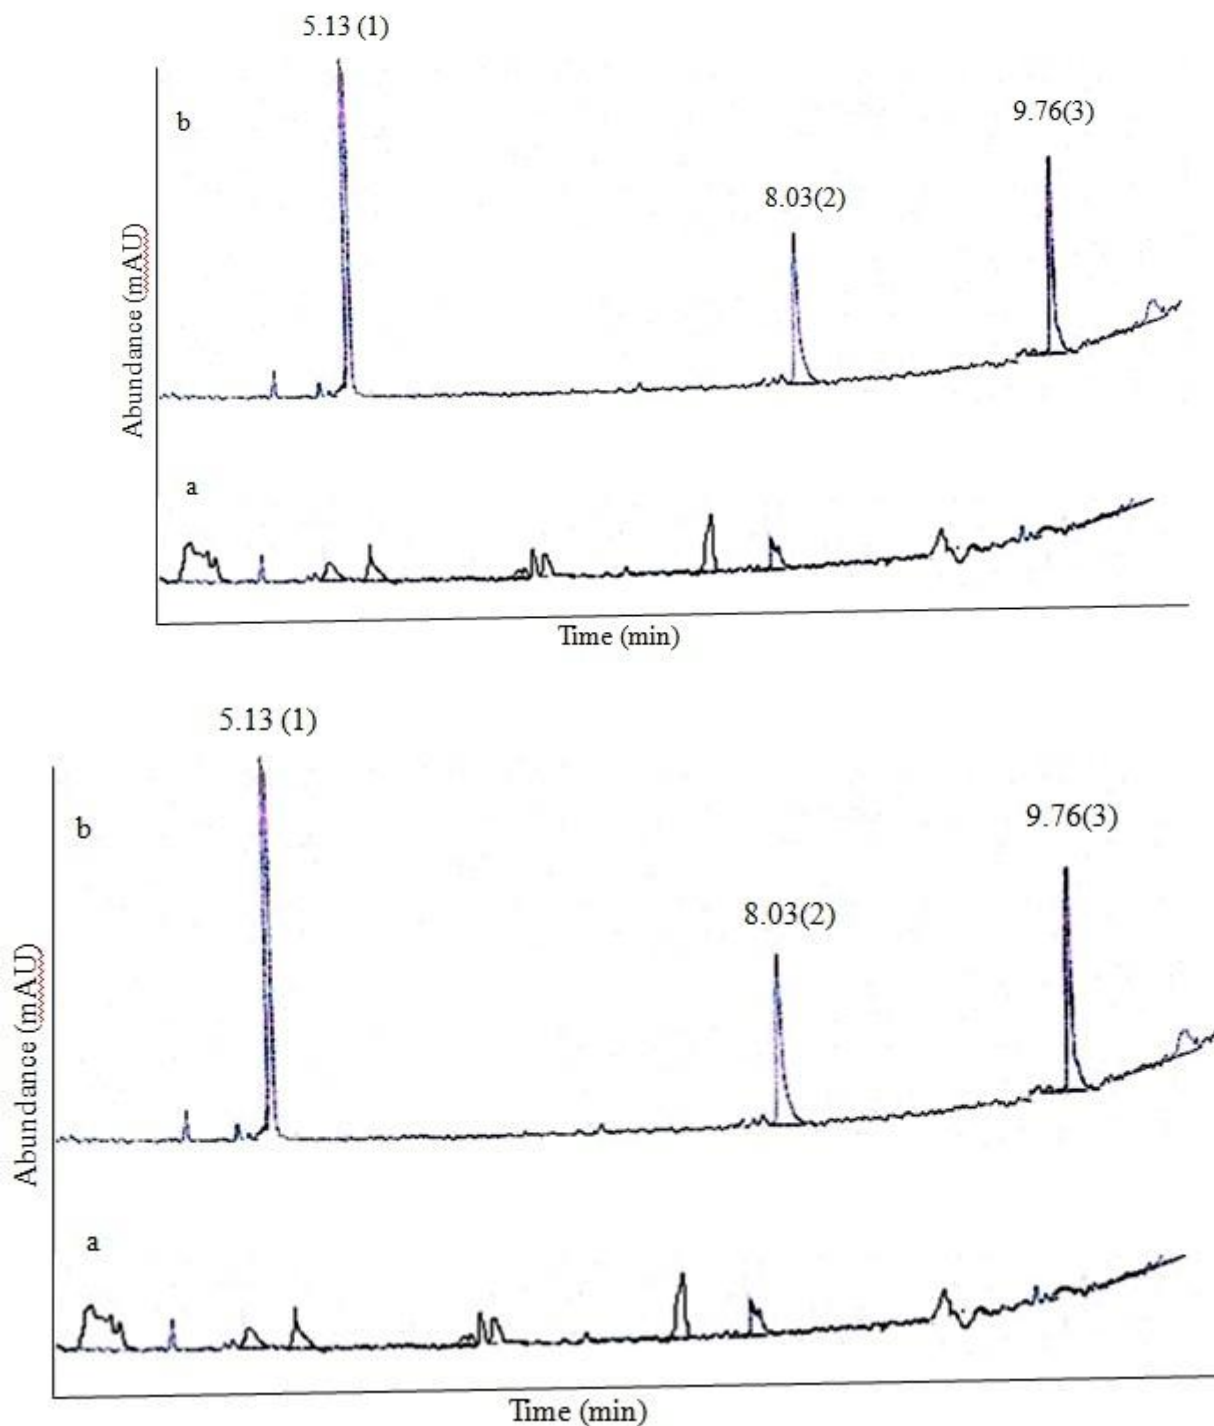 5.13 (1)
b
9.76(3)
8.03(2)
Abundance (mAU)
a
Time (min)
5.13 (1)
b
9.76(3)
8.03(2)
Abundance (mAU)
a
Time (min)